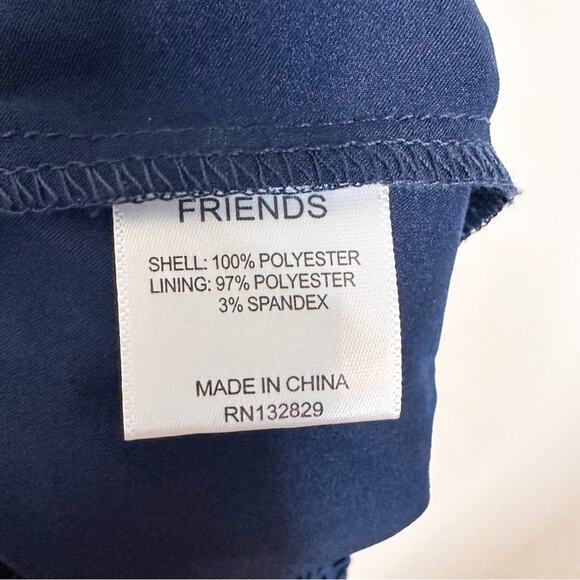 FRIENDS
SHELL: 100% POLYESTER
LINING: 97% POLYESTER
3% SPANDEX
MADE IN CHINA
RN132829